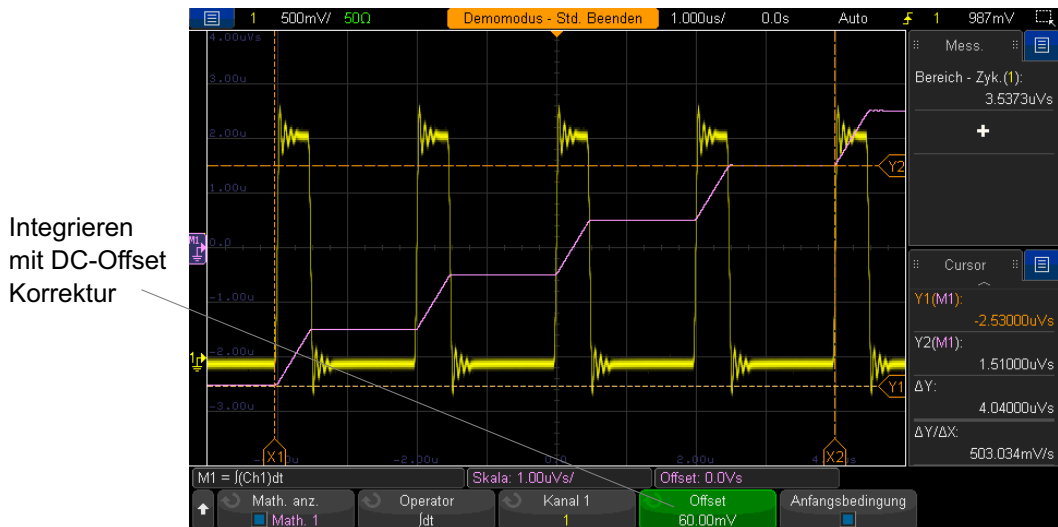 1 500mV/ 50Ω Demomodus - Std. Beenden 1.000us/ 0.0s Auto 1 987mV
4.00uVs
3.00u
2.00u
1.00u
0.0
-1.00u
-2.00u
-3.00u
M1
1
Y2
Y1
X1
X2
-2.00u 0.0 2.00u
Integrieren
mit DC-Offset
Korrektur
Mess.
Bereich - Zyk.(1):
3.5373uVs
+
Cursor
Y1(M1):
-2.53000uVs
Y2(M1):
1.51000uVs
ΔY:
4.04000uVs
ΔY/ΔX:
503.034mV/s
M1 = ∫(Ch1)dt Skala: 1.00uVs/ Offset: 0.0Vs
Math. anz. Operator Kanal 1 Offset Anfangsbedingung
Math. 1 ∫dt 1 60.00mV